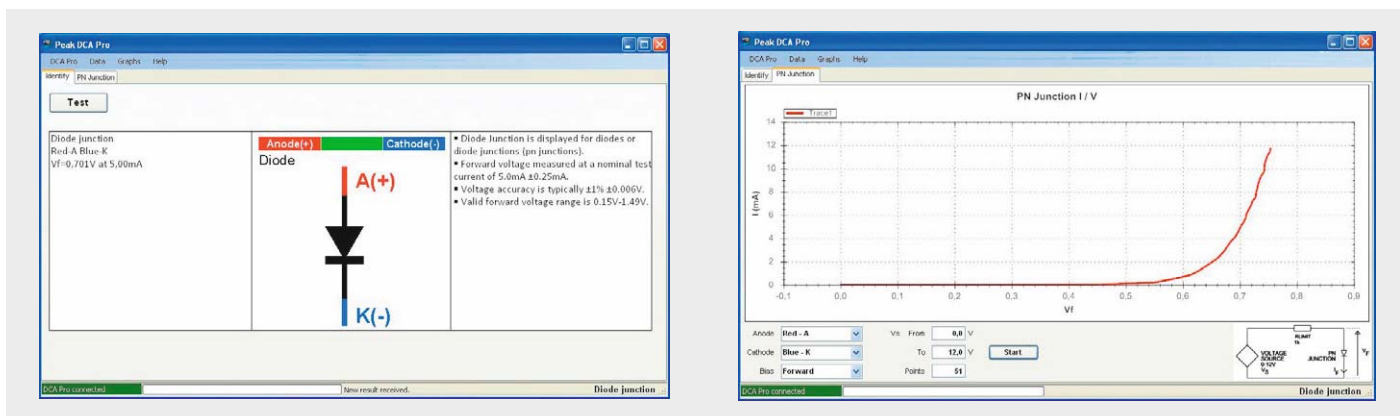 Peak DCA Pro
DCA Pro Data Graphs Help
Identify PN Junction
Test
Diode junction
Red-A Blue-K
Vf=0,701V at 5,00mA
Anode(+) Cathode(-)
Diode
A(+)
K(-)
▪ Diode Junction is displayed for diodes or
diode junctions (pn junctions).
▪ Forward voltage measured at a nominal test
current of 5.0mA ±0.25mA.
▪ Voltage accuracy is typically ±1% ±0.006V.
▪ Valid forward voltage range is 0.15V-1.49V.
DCA Pro connected New result received. Diode junction
Peak DCA Pro
DCA Pro Data Graphs Help
Identify PN Junction
PN Junction I / V
Trace1
I (mA)
14
12
10
8
6
4
2
0
-0,1 0,0 0,1 0,2 0,3 0,4 0,5 0,6 0,7 0,8 0,9
Vf
Anode Red - A Vs From 0,0 V
Cathode Blue - K To 12,0 V Start
Bias Forward Points 51
RLIMIT
1k
VOLTAGE
SOURCE
0-12V
VS
PN
JUNCTION
VF
IF
DCA Pro connected Diode junction